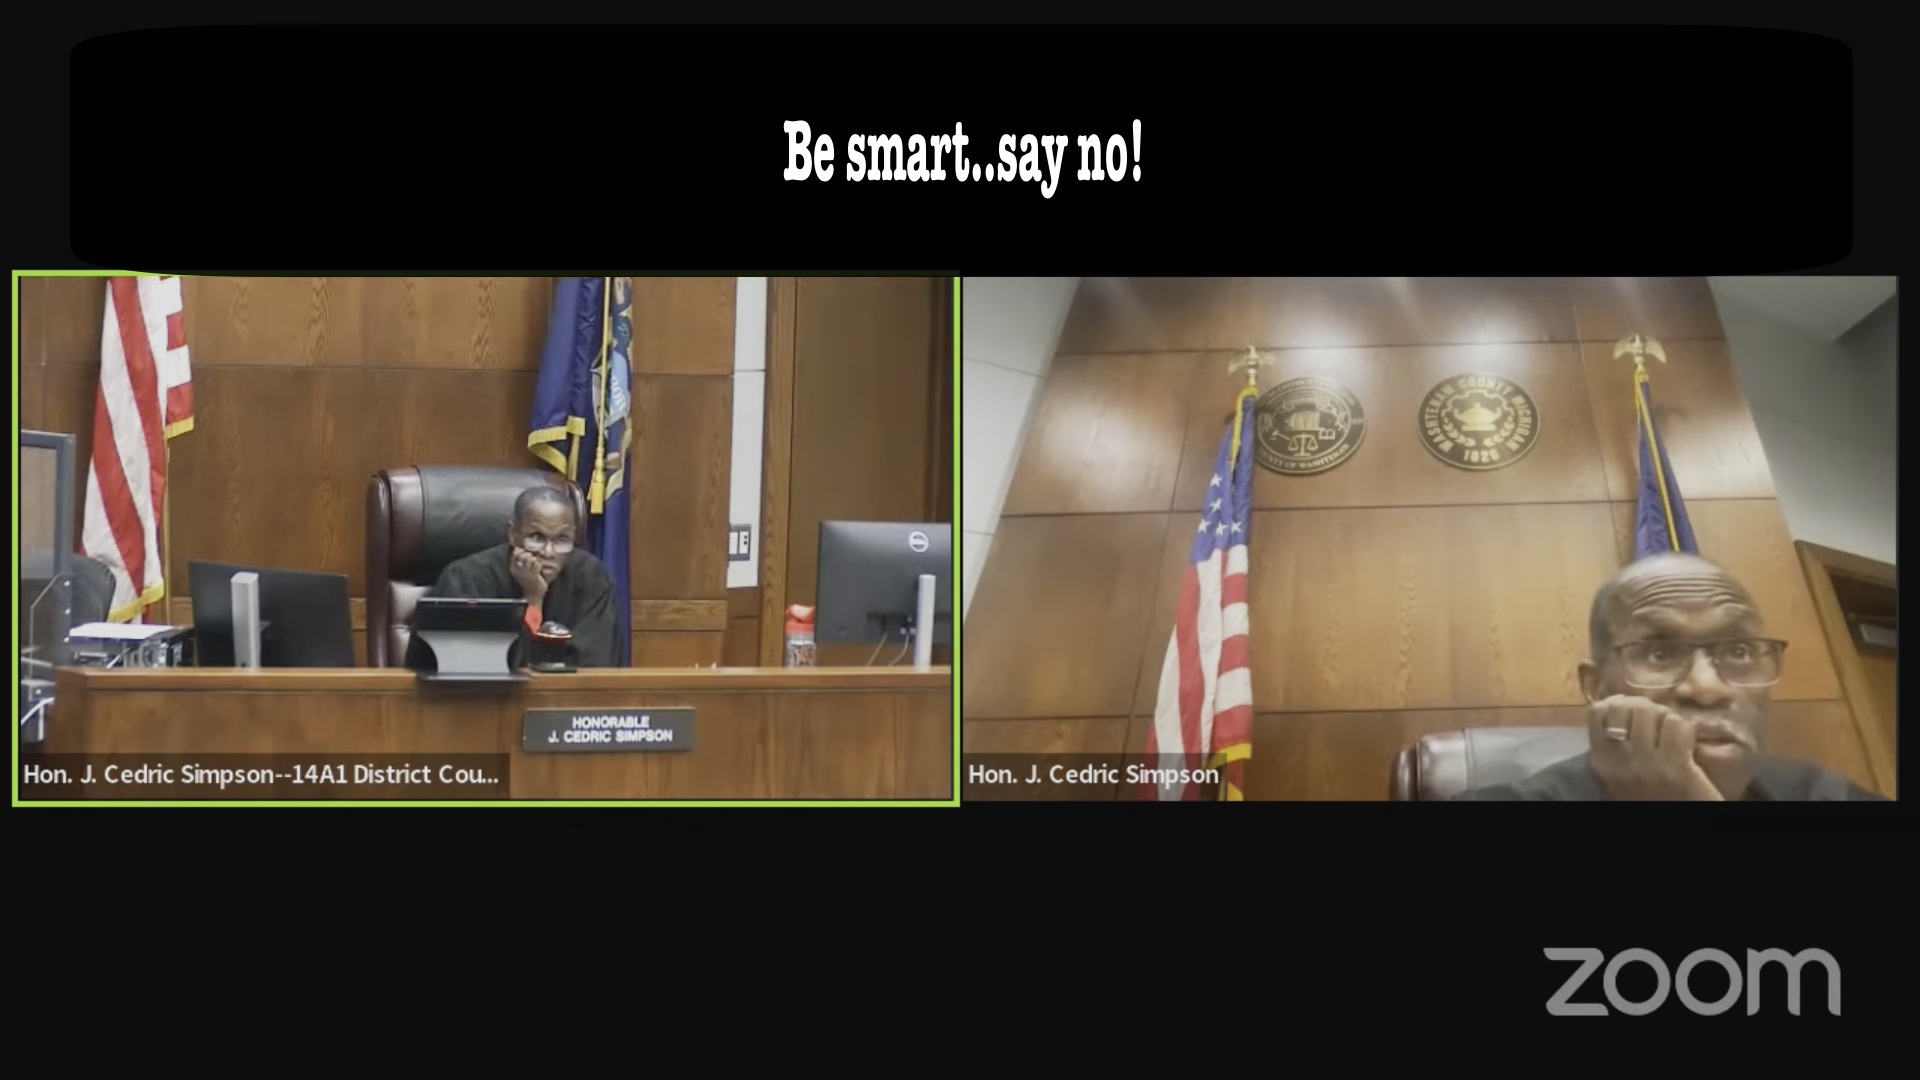 Be smart..say no!
WASHTENAW COUNTY MICHIGAN
1826
HONORABLE
J. CEDRIC SIMPSON
Hon. J. Cedric Simpson--14A1 District Cou...
Hon. J. Cedric Simpson
zoom